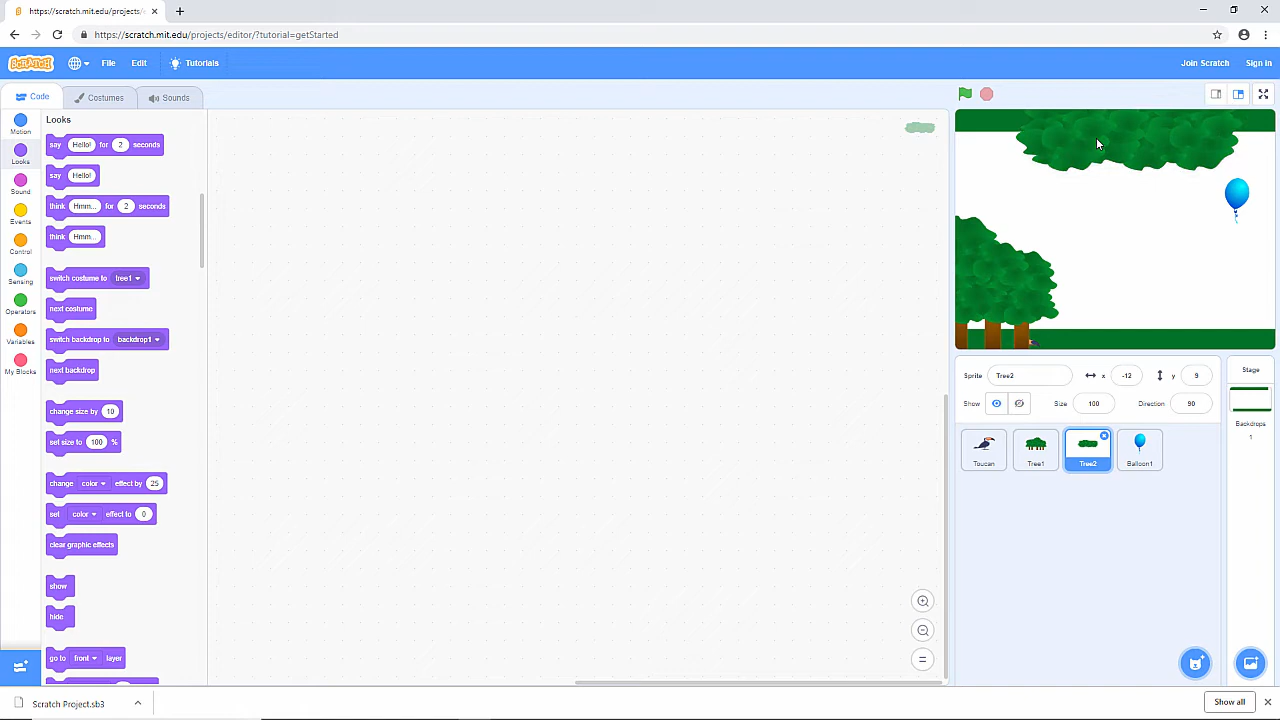 https://scratch.mit.edu/projects/
https://scratch.mit.edu/projects/editor/?tutorial=getStarted
SCRATCH File Edit Tutorials Join Scratch Sign in
Code Costumes Sounds
Motion
Looks
Sound
Events
Control
Sensing
Operators
Variables
My Blocks
Looks
say Hello! for 2 seconds
say Hello!
think Hmm... for 2 seconds
think Hmm...
switch costume to tree1
next costume
switch backdrop to backdrop1
next backdrop
change size by 10
set size to 100 %
change color effect by 25
set color effect to 0
clear graphic effects
show
hide
go to front layer
Sprite Tree2 x -12 y 9
Show Size 100 Direction 90
Toucan Tree1 Tree2 Balloon1
Stage
Backdrops
1
Scratch Project.sb3 Show all